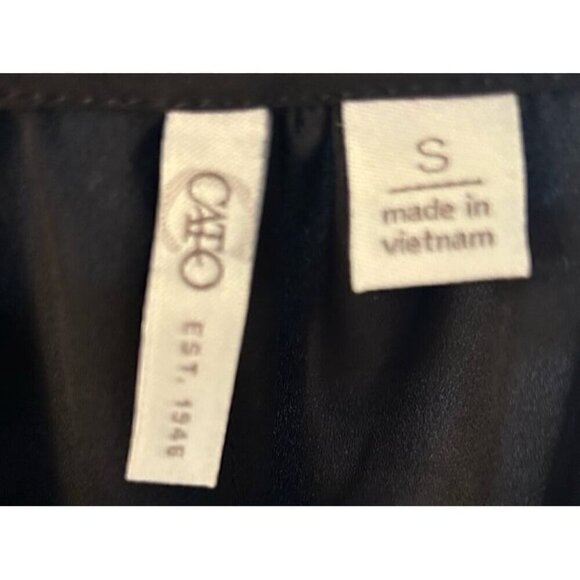 CATO
EST. 1946
S
made in
vietnam